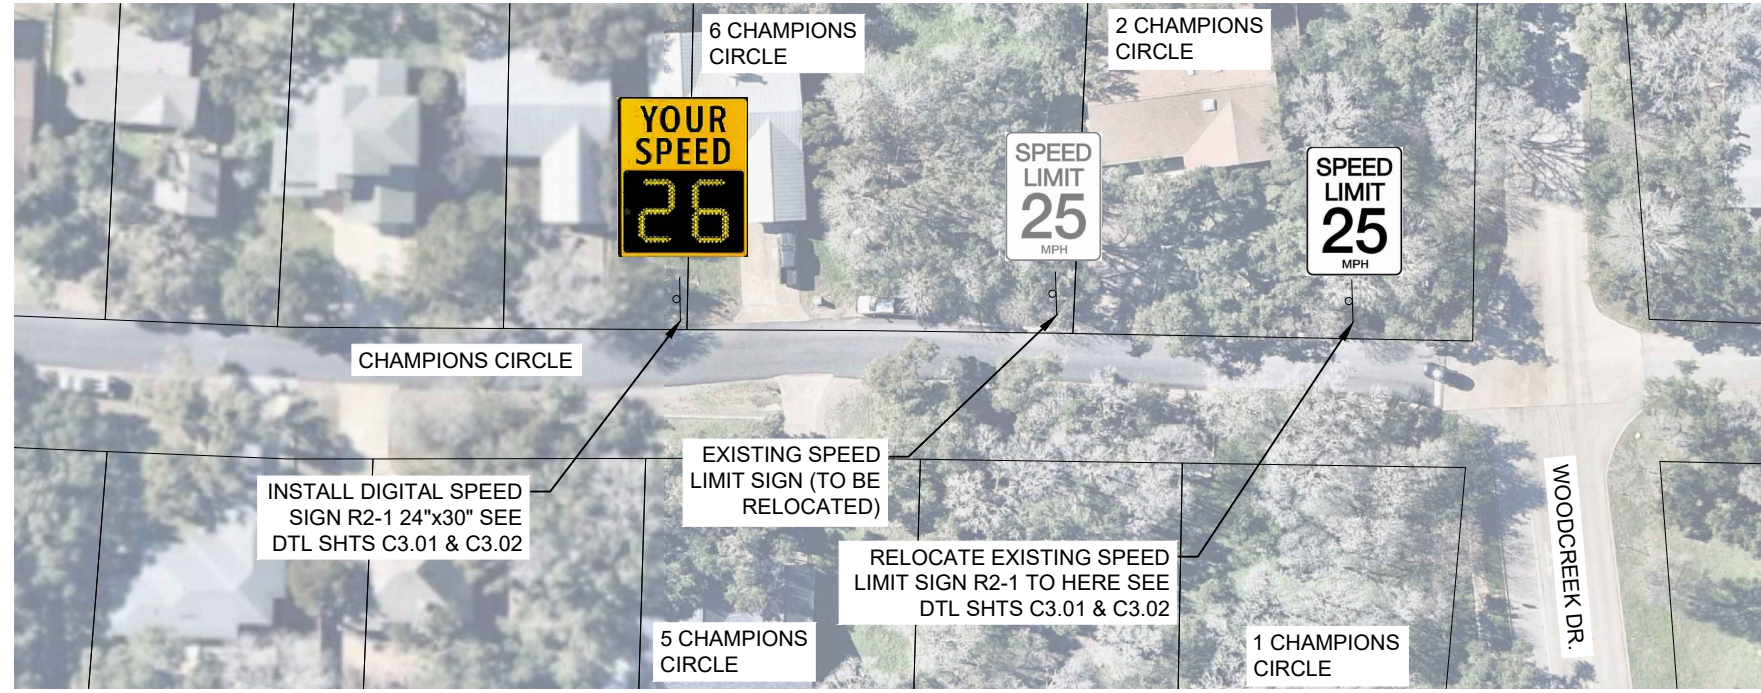 6 CHAMPIONS
CIRCLE
2 CHAMPIONS
CIRCLE
YOUR
SPEED
26
SPEED
LIMIT
25
MPH
SPEED
LIMIT
25
MPH
CHAMPIONS CIRCLE
EXISTING SPEED
LIMIT SIGN (TO BE
RELOCATED)
INSTALL DIGITAL SPEED
SIGN R2-1 24"x30" SEE
DTL SHTS C3.01 & C3.02
RELOCATE EXISTING SPEED
LIMIT SIGN R2-1 TO HERE SEE
DTL SHTS C3.01 & C3.02
WOODCREEK DR.
5 CHAMPIONS
CIRCLE
1 CHAMPIONS
CIRCLE